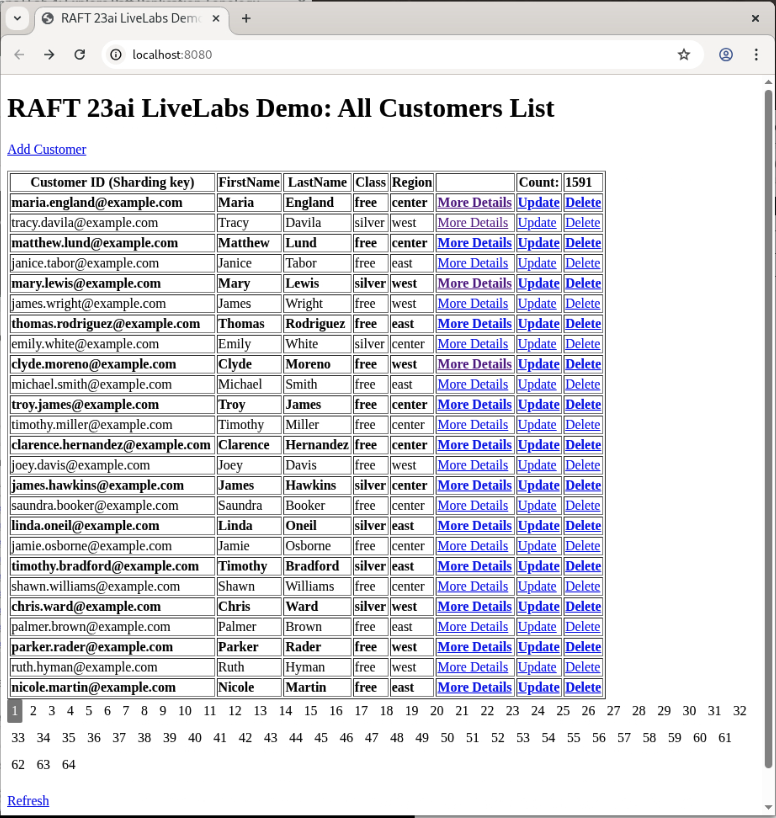 RAFT 23ai LiveLabs Dem
localhost:8080
RAFT 23ai LiveLabs Demo: All Customers List
Add Customer
Customer ID (Sharding key) FirstName LastName Class Region Count: 1591
maria.england@example.com Maria England free center More Details Update Delete
tracy.davila@example.com Tracy Davila silver west More Details Update Delete
matthew.lund@example.com Matthew Lund free center More Details Update Delete
janice.tabor@example.com Janice Tabor free east More Details Update Delete
mary.lewis@example.com Mary Lewis silver west More Details Update Delete
james.wright@example.com James Wright free west More Details Update Delete
thomas.rodriguez@example.com Thomas Rodriguez free east More Details Update Delete
emily.white@example.com Emily White silver center More Details Update Delete
clyde.moreno@example.com Clyde Moreno free west More Details Update Delete
michael.smith@example.com Michael Smith free east More Details Update Delete
troy.james@example.com Troy James free center More Details Update Delete
timothy.miller@example.com Timothy Miller free center More Details Update Delete
clarence.hernandez@example.com Clarence Hernandez free center More Details Update Delete
joey.davis@example.com Joey Davis free west More Details Update Delete
james.hawkins@example.com James Hawkins silver center More Details Update Delete
saundra.booker@example.com Saundra Booker free center More Details Update Delete
linda.oneil@example.com Linda Oneil silver east More Details Update Delete
jamie.osborne@example.com Jamie Osborne free center More Details Update Delete
timothy.bradford@example.com Timothy Bradford silver east More Details Update Delete
shawn.williams@example.com Shawn Williams free center More Details Update Delete
chris.ward@example.com Chris Ward silver west More Details Update Delete
palmer.brown@example.com Palmer Brown free east More Details Update Delete
parker.rader@example.com Parker Rader free west More Details Update Delete
ruth.hyman@example.com Ruth Hyman free west More Details Update Delete
nicole.martin@example.com Nicole Martin free east More Details Update Delete
1 2 3 4 5 6 7 8 9 10 11 12 13 14 15 16 17 18 19 20 21 22 23 24 25 26 27 28 29 30 31 32
33 34 35 36 37 38 39 40 41 42 43 44 45 46 47 48 49 50 51 52 53 54 55 56 57 58 59 60 61
62 63 64
Refresh